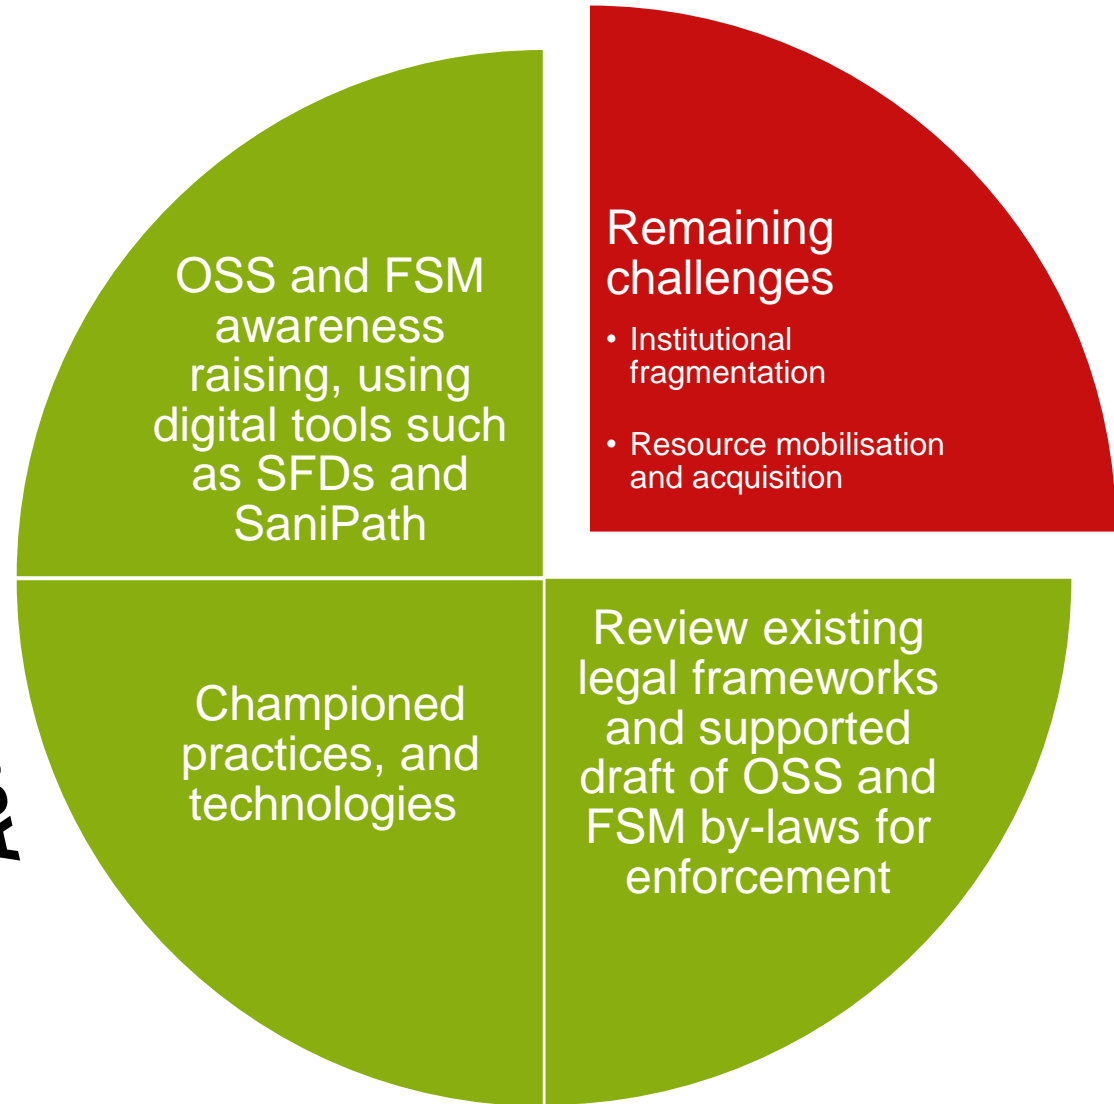 OSS and FSM
awareness
raising, using
digital tools such
as SFDs and
SaniPath
Remaining
challenges
• Institutional
fragmentation
• Resource mobilisation
and acquisition
Championed
practices, and
technologies
Review existing
legal frameworks
and supported
draft of OSS and
FSM by-laws for
enforcement